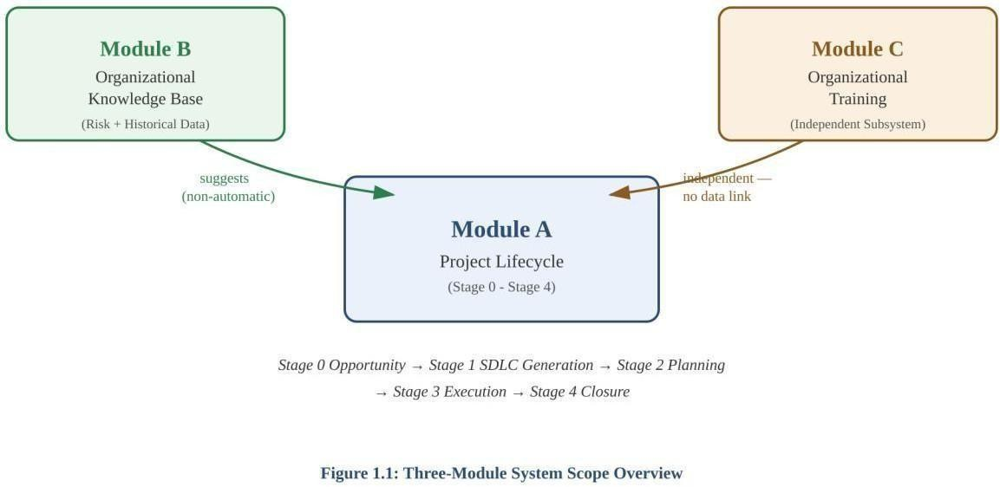 Module B
Organizational
Knowledge Base
(Risk + Historical Data)
Module C
Organizational
Training
(Independent Subsystem)
suggests
(non-automatic)
independent —
no data link
Module A
Project Lifecycle
(Stage 0 - Stage 4)
Stage 0 Opportunity → Stage 1 SDLC Generation → Stage 2 Planning
→ Stage 3 Execution → Stage 4 Closure
Figure 1.1: Three-Module System Scope Overview